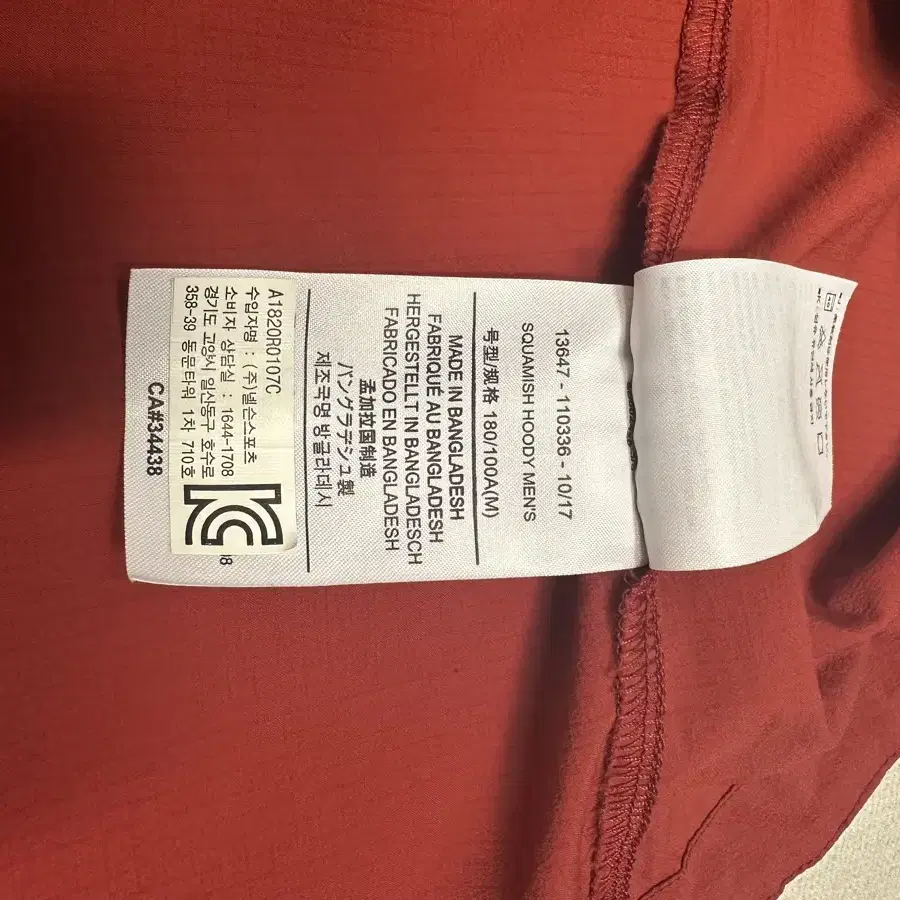 13647 - 110336 - 10/17
SQUAMISH HOODY MEN'S
号型/规格 180/100A(M)
MADE IN BANGLADESH
FABRIQUÉ AU BANGLADESH
HERGESTELLT IN BANGLADESCH
FABRICADO EN BANGLADESH
孟加拉国制造
バングラデシュ製
제조국명 방글라데시
A1820R0107C
수입자명 : (주)넬슨스포츠
소비자 상담실 : 1644-1708
경기도 고양시 일산동구 호수로
358-39 동문타워 1차 710호
CA#34438